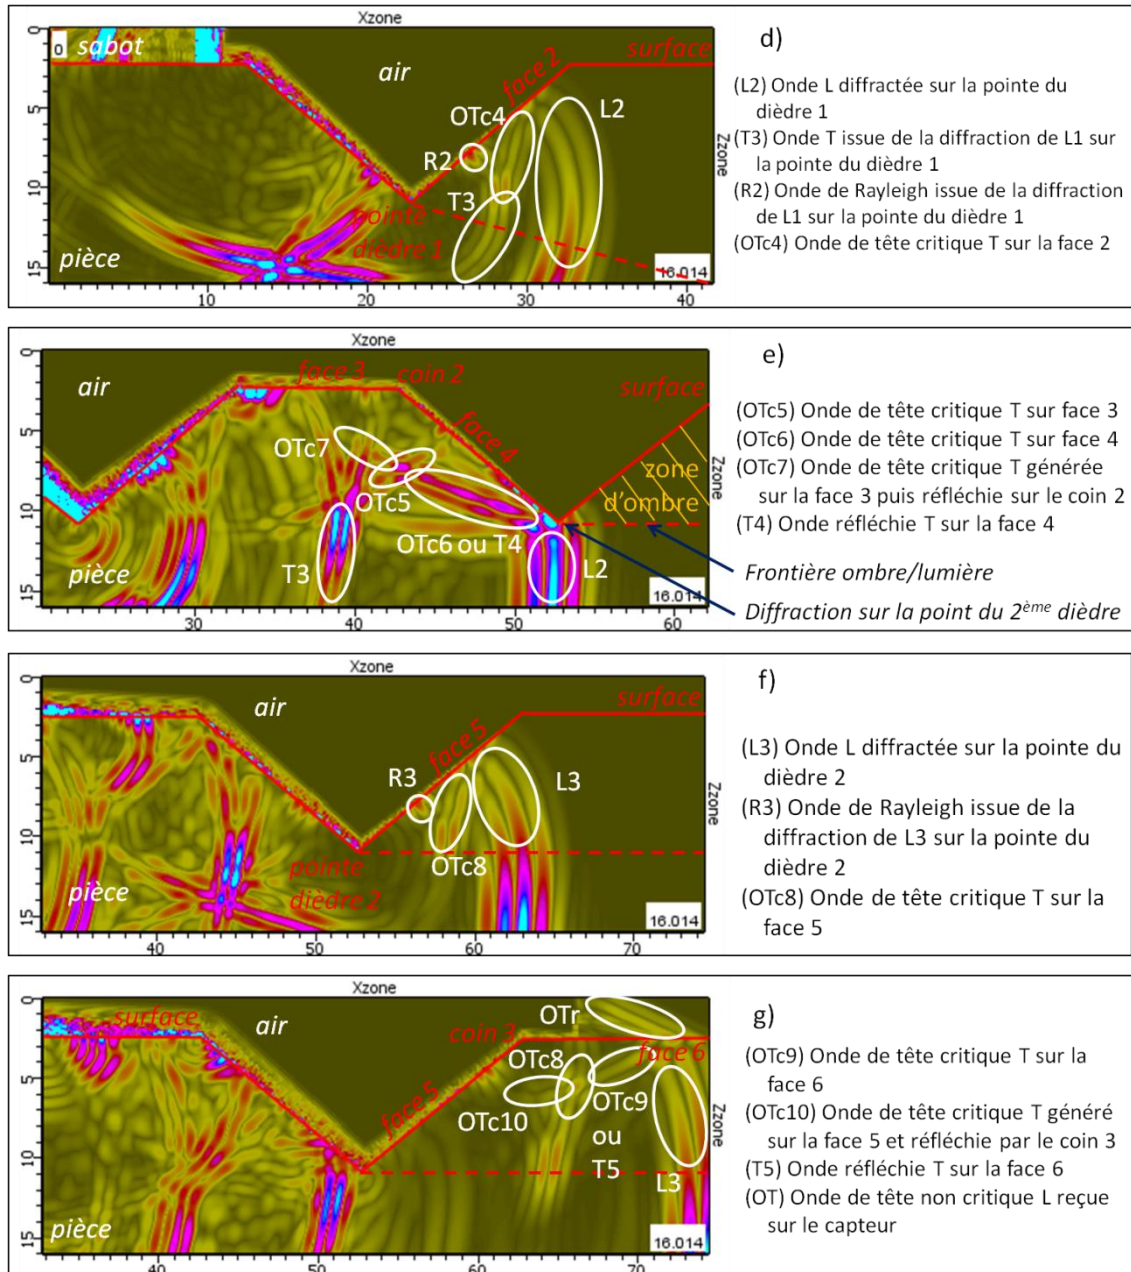 Xzone
0
sabot
air
surface
face 2
OTc4
L2
R2
T3
pointe
dièdre 1
pièce
16.014
Zzone
0
5
10
15
10 20 30 40
d)
(L2) Onde L diffractée sur la pointe du
dièdre 1
(T3) Onde T issue de la diffraction de L1 sur
la pointe du dièdre 1
(R2) Onde de Rayleigh issue de la diffraction
de L1 sur la pointe du dièdre 1
(OTc4) Onde de tête critique T sur la face 2
Xzone
air
face 3
coin 2
surface
OTc7
face 4
OTc5
zone
d'ombre
OTc6 ou T4
pièce
T3
L2
16.014
Zzone
0
5
10
15
30 40 50 60
e)
(OTc5) Onde de tête critique T sur face 3
(OTc6) Onde de tête critique T sur face 4
(OTc7) Onde de tête critique T générée
sur la face 3 puis réfléchie sur le coin 2
(T4) Onde réfléchie T sur la face 4
Frontière ombre/lumière
Diffraction sur la point du 2ème dièdre
Xzone
air
surface
face 5
R3
L3
OTc8
pointe
dièdre 2
pièce
16.014
Zzone
0
5
10
15
40 50 60 70
f)
(L3) Onde L diffractée sur la pointe du
dièdre 2
(R3) Onde de Rayleigh issue de la
diffraction de L3 sur la pointe du
dièdre 2
(OTc8) Onde de tête critique T sur la
face 5
Xzone
surface
air
OTr
coin 3
OTc8
face 6
face 5
OTc10
OTc9
ou
T5
L3
pièce
16.014
Zzone
0
5
10
15
40 50 60 70
g)
(OTc9) Onde de tête critique T sur la
face 6
(OTc10) Onde de tête critique T généré
sur la face 5 et réfléchie par le coin 3
(T5) Onde réfléchie T sur la face 6
(OT) Onde de tête non critique L reçue
sur le capteur